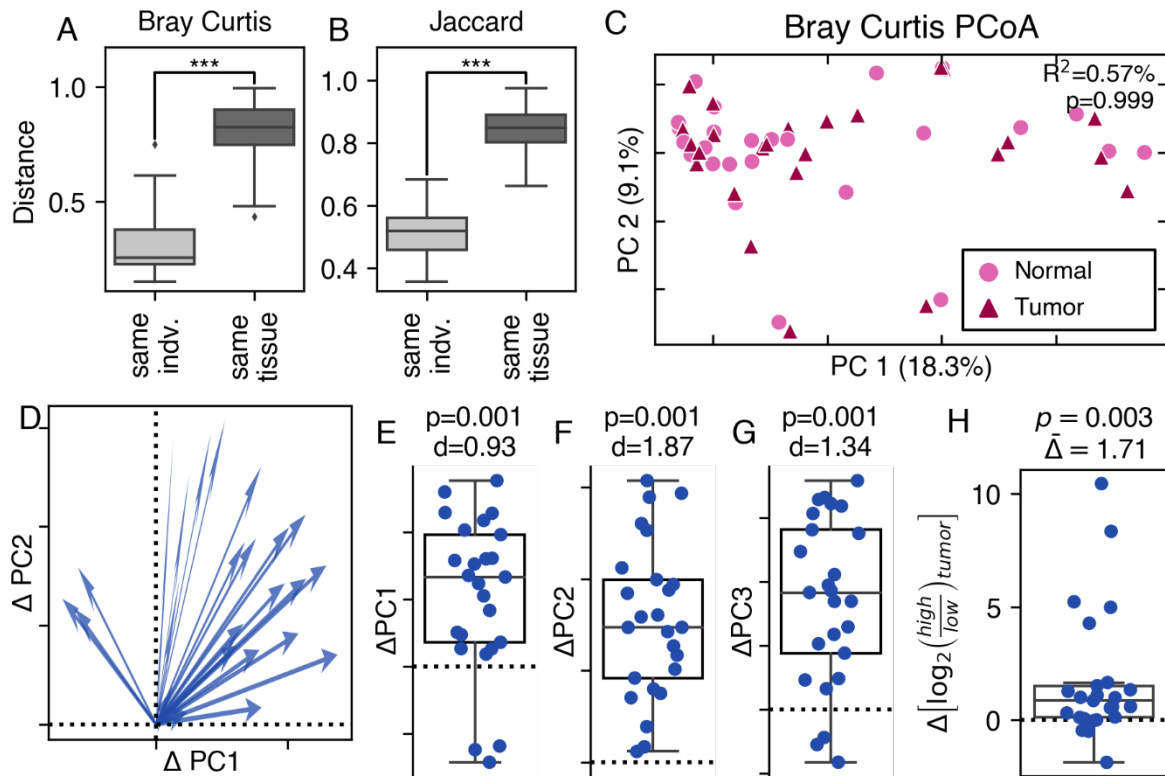 A
Bray Curtis
Distance
1.0
0.5
***
same
indv.
same
tissue
B
Jaccard
1.0
0.8
0.6
0.4
***
same
indv.
same
tissue
C
Bray Curtis PCoA
R²=0.57%
p=0.999
PC 2 (9.1%)
Normal
Tumor
PC 1 (18.3%)
D
Δ PC2
Δ PC1
E
p=0.001
d=0.93
ΔPC1
F
p=0.001
d=1.87
ΔPC2
G
p=0.001
d=1.34
ΔPC3
H
p = 0.003
Δ̄ = 1.71
Δ[log₂(high/low)tumor]
10
5
0